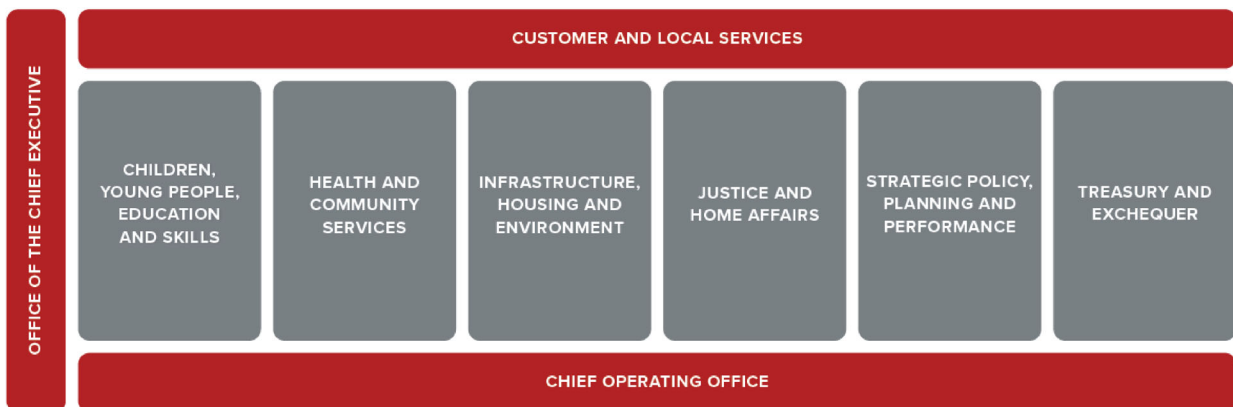 OFFICE OF THE CHIEF EXECUTIVE
CUSTOMER AND LOCAL SERVICES
CHILDREN,
YOUNG PEOPLE,
EDUCATION
AND SKILLS
HEALTH AND
COMMUNITY
SERVICES
INFRASTRUCTURE,
HOUSING AND
ENVIRONMENT
JUSTICE AND
HOME AFFAIRS
STRATEGIC POLICY,
PLANNING AND
PERFORMANCE
TREASURY AND
EXCHEQUER
CHIEF OPERATING OFFICE